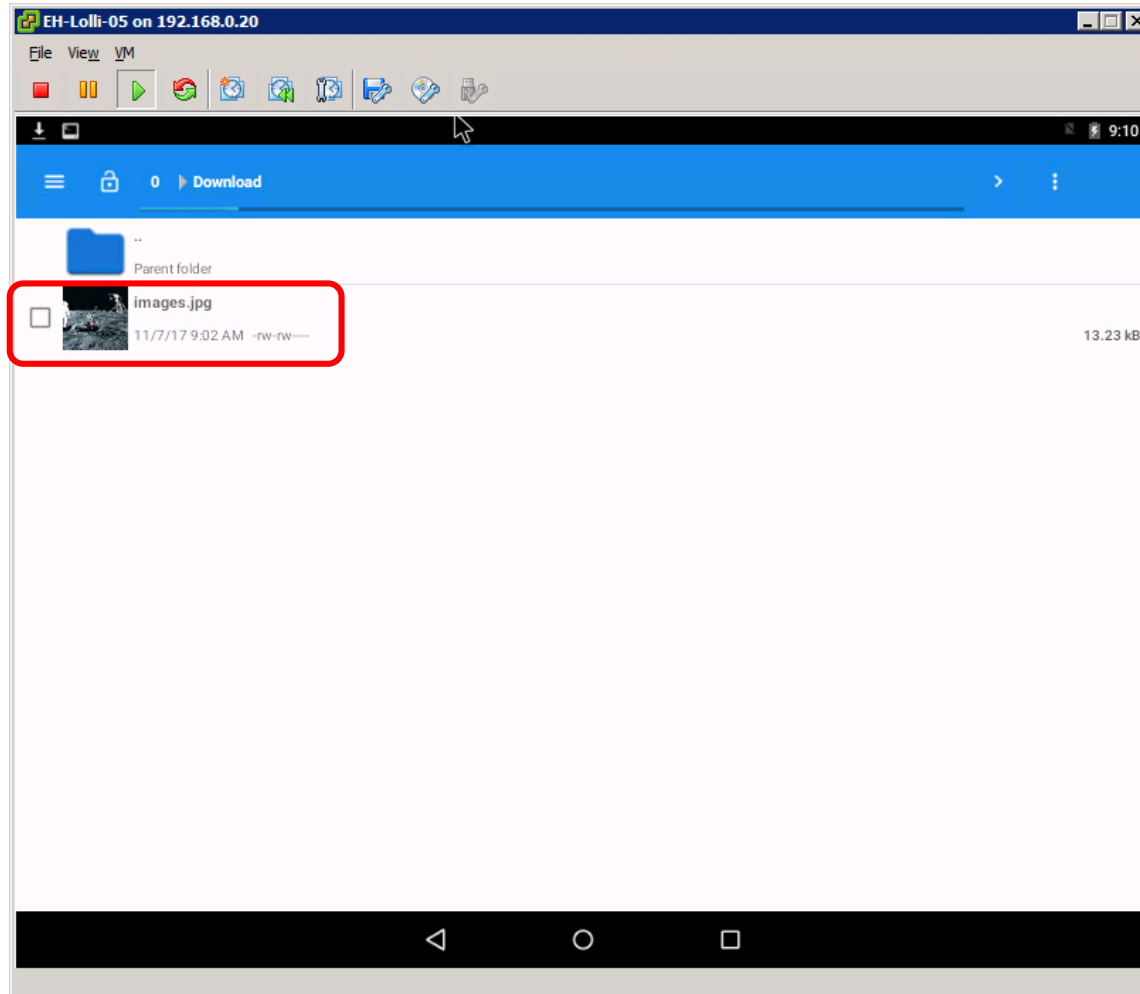 EH-Lolli-05 on 192.168.0.20
File View VM
9:10
0 Download
..
Parent folder
images.jpg
11/7/17 9:02 AM -rw-rw----
13.23 kB